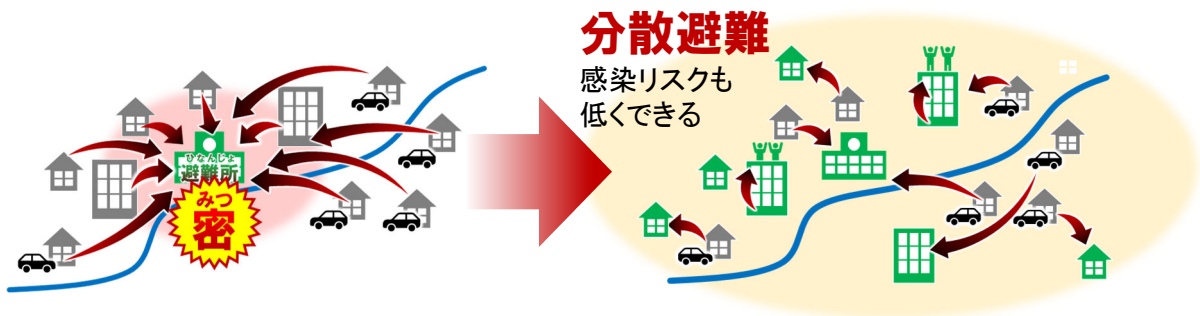 ひなんじょ
避難所
みつ
密
分散避難
感染リスクも
低くできる